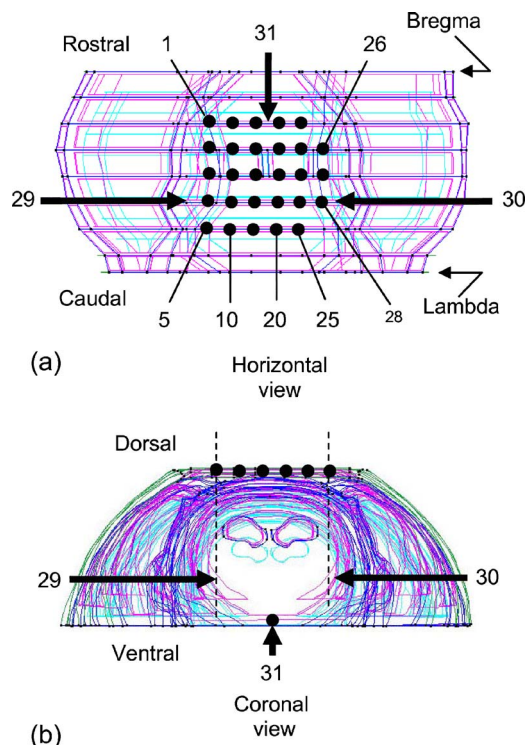 Bregma
Rostral 1 31 26
29 30
Caudal 5 10 20 25 28 Lambda
(a) Horizontal
view
Dorsal
29 30
Ventral 31
Coronal
view
(b)